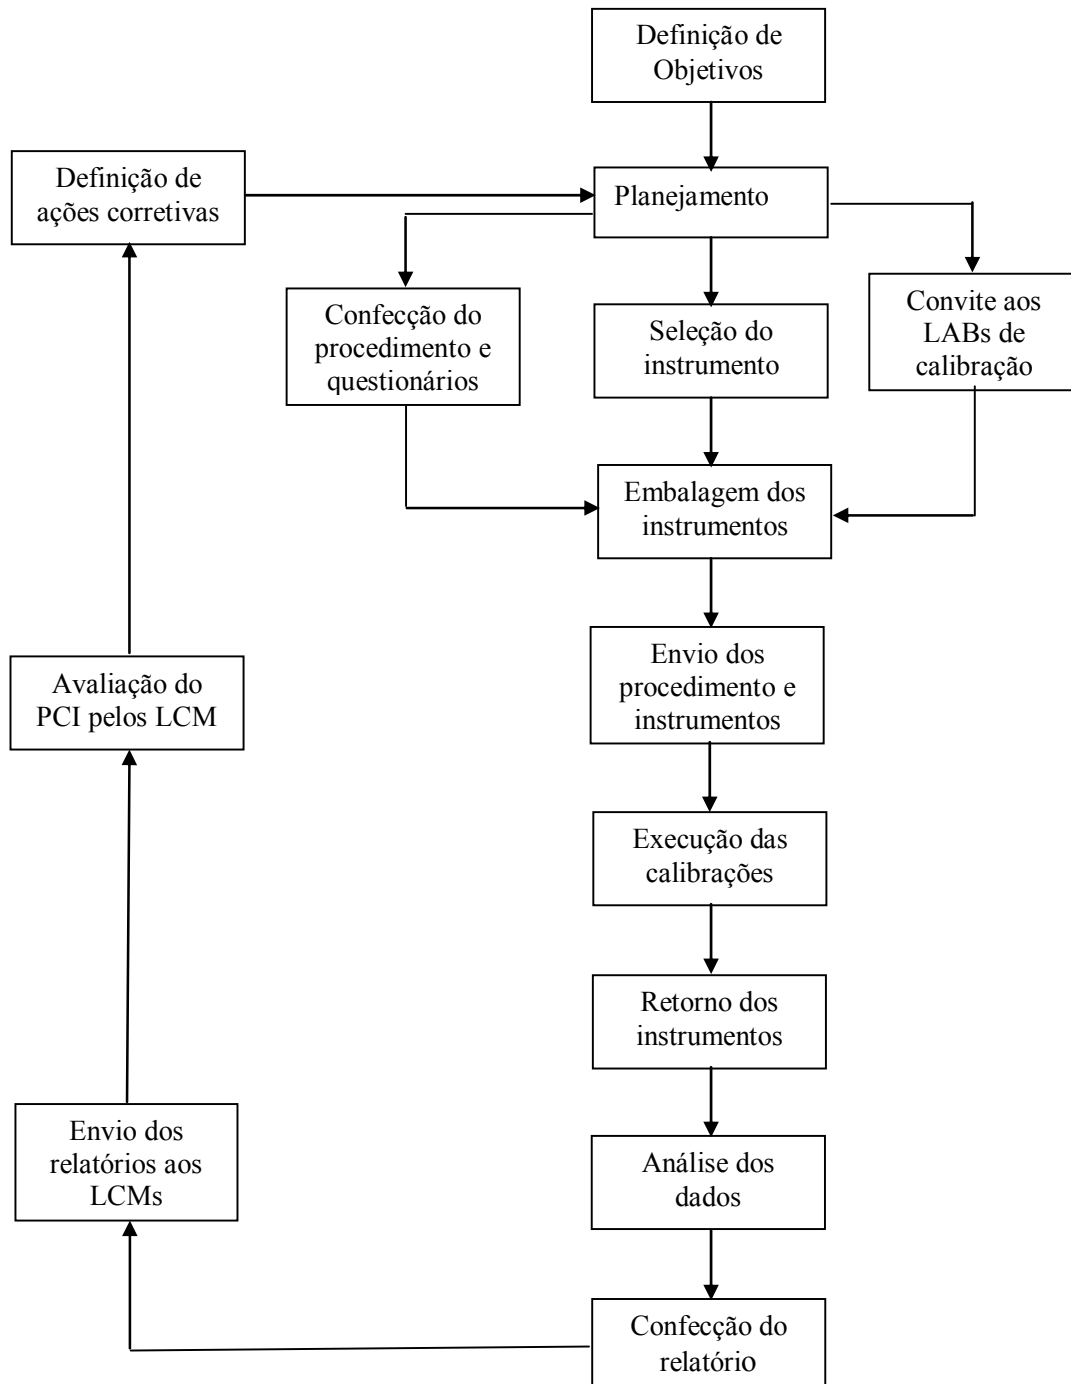 Definição de
Objetivos
Definição de
ações corretivas
Planejamento
Confecção do
procedimento e
questionários
Seleção do
instrumento
Convite aos
LABs de
calibração
Embalagem dos
instrumentos
Envio dos
procedimento e
instrumentos
Avaliação do
PCI pelos LCM
Execução das
calibrações
Retorno dos
instrumentos
Envio dos
relatórios aos
LCMs
Análise dos
dados
Confecção do
relatório